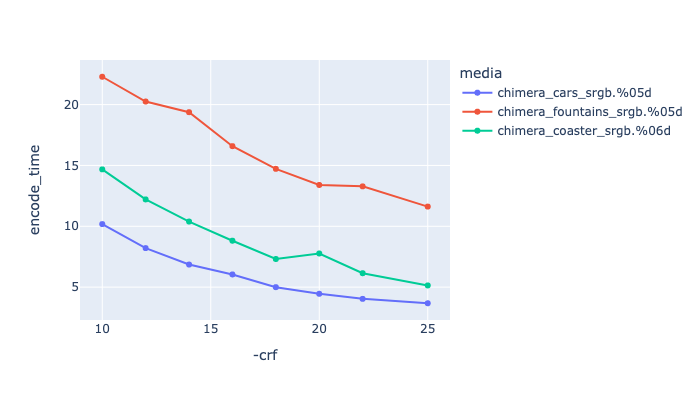 media
chimera_cars_srgb.%05d
chimera_fountains_srgb.%05d
chimera_coaster_srgb.%06d
encode_time
20
15
10
5
10 15 20 25
-crf